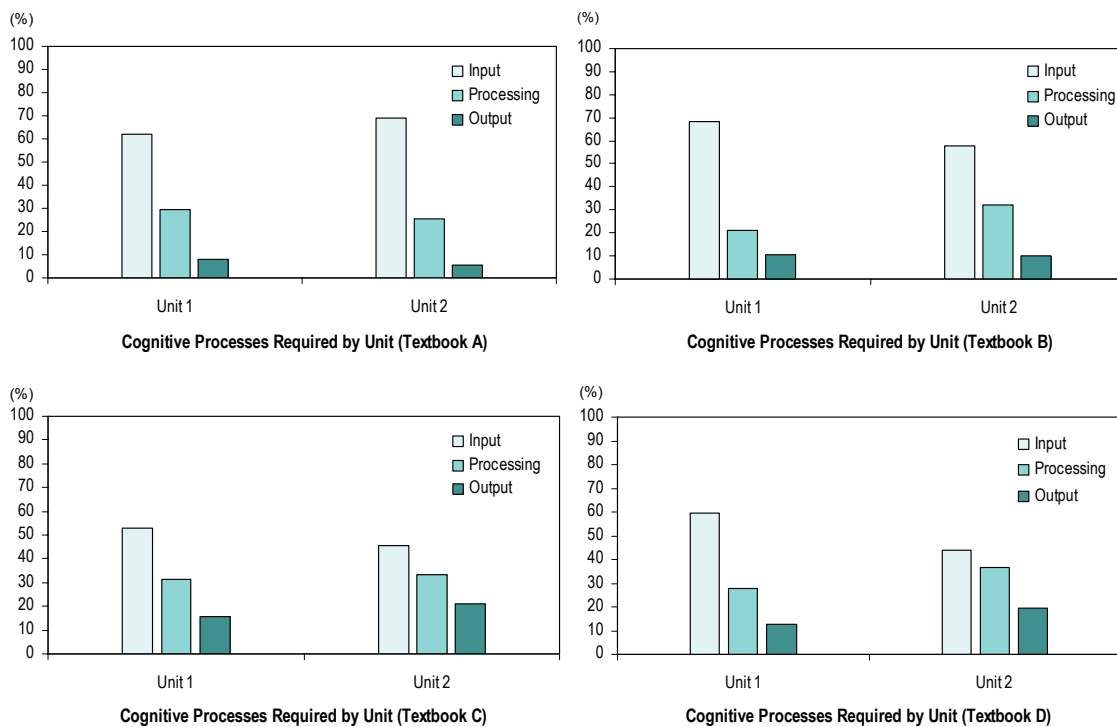 (%)
100
90
80
70
60
50
40
30
20
10
0
Input
Processing
Output
Unit 1
Unit 2
Cognitive Processes Required by Unit (Textbook A)
(%)
100
90
80
70
60
50
40
30
20
10
0
Input
Processing
Output
Unit 1
Unit 2
Cognitive Processes Required by Unit (Textbook B)
(%)
100
90
80
70
60
50
40
30
20
10
0
Input
Processing
Output
Unit 1
Unit 2
Cognitive Processes Required by Unit (Textbook C)
(%)
100
90
80
70
60
50
40
30
20
10
0
Input
Processing
Output
Unit 1
Unit 2
Cognitive Processes Required by Unit (Textbook D)